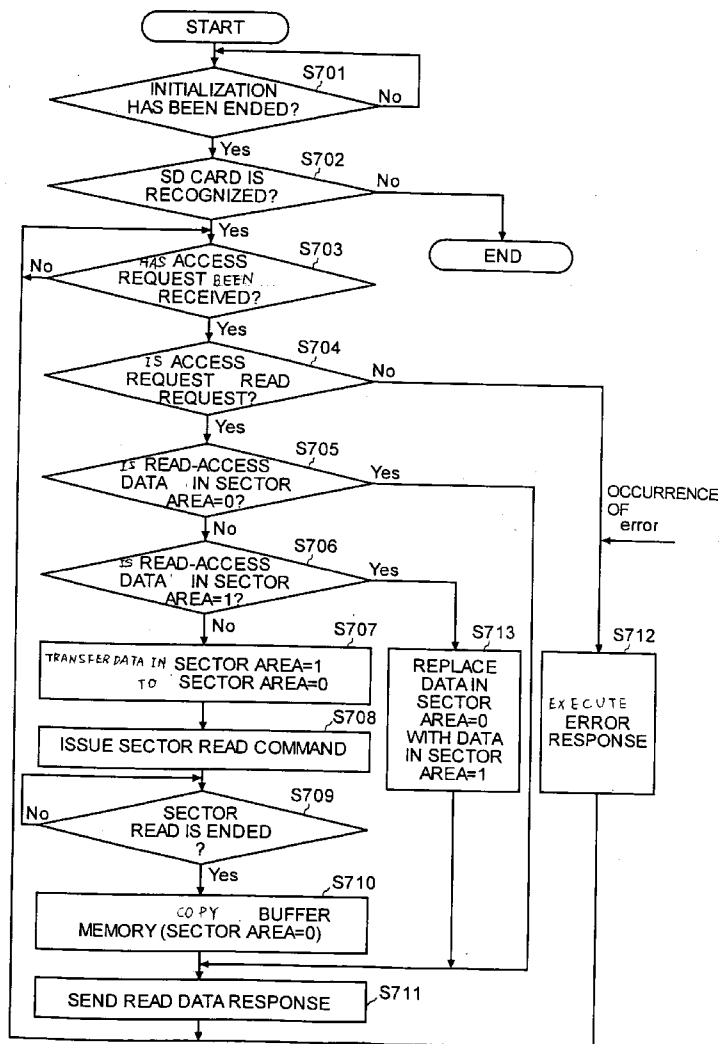 START
S701
INITIALIZATION
HAS BEEN ENDED?
No
Yes
S702
SD CARD IS
RECOGNIZED?
No
Yes
END
S703
HAS ACCESS
REQUEST BEEN
RECEIVED?
No
Yes
S704
IS ACCESS
REQUEST READ
REQUEST?
No
Yes
S705
IS READ-ACCESS
DATA IN SECTOR
AREA=0?
Yes
No
OCCURRENCE
OF
error
S706
IS READ-ACCESS
DATA IN SECTOR
AREA=1?
Yes
No
S707
TRANSFER DATA IN SECTOR AREA=1
TO SECTOR AREA=0
S713
REPLACE
DATA IN
SECTOR
AREA=0
WITH DATA
IN SECTOR
AREA=1
S712
EXECUTE
ERROR
RESPONSE
S708
ISSUE SECTOR READ COMMAND
S709
SECTOR
READ IS ENDED
?
No
Yes
S710
COPY BUFFER
MEMORY (SECTOR AREA=0)
S711
SEND READ DATA RESPONSE